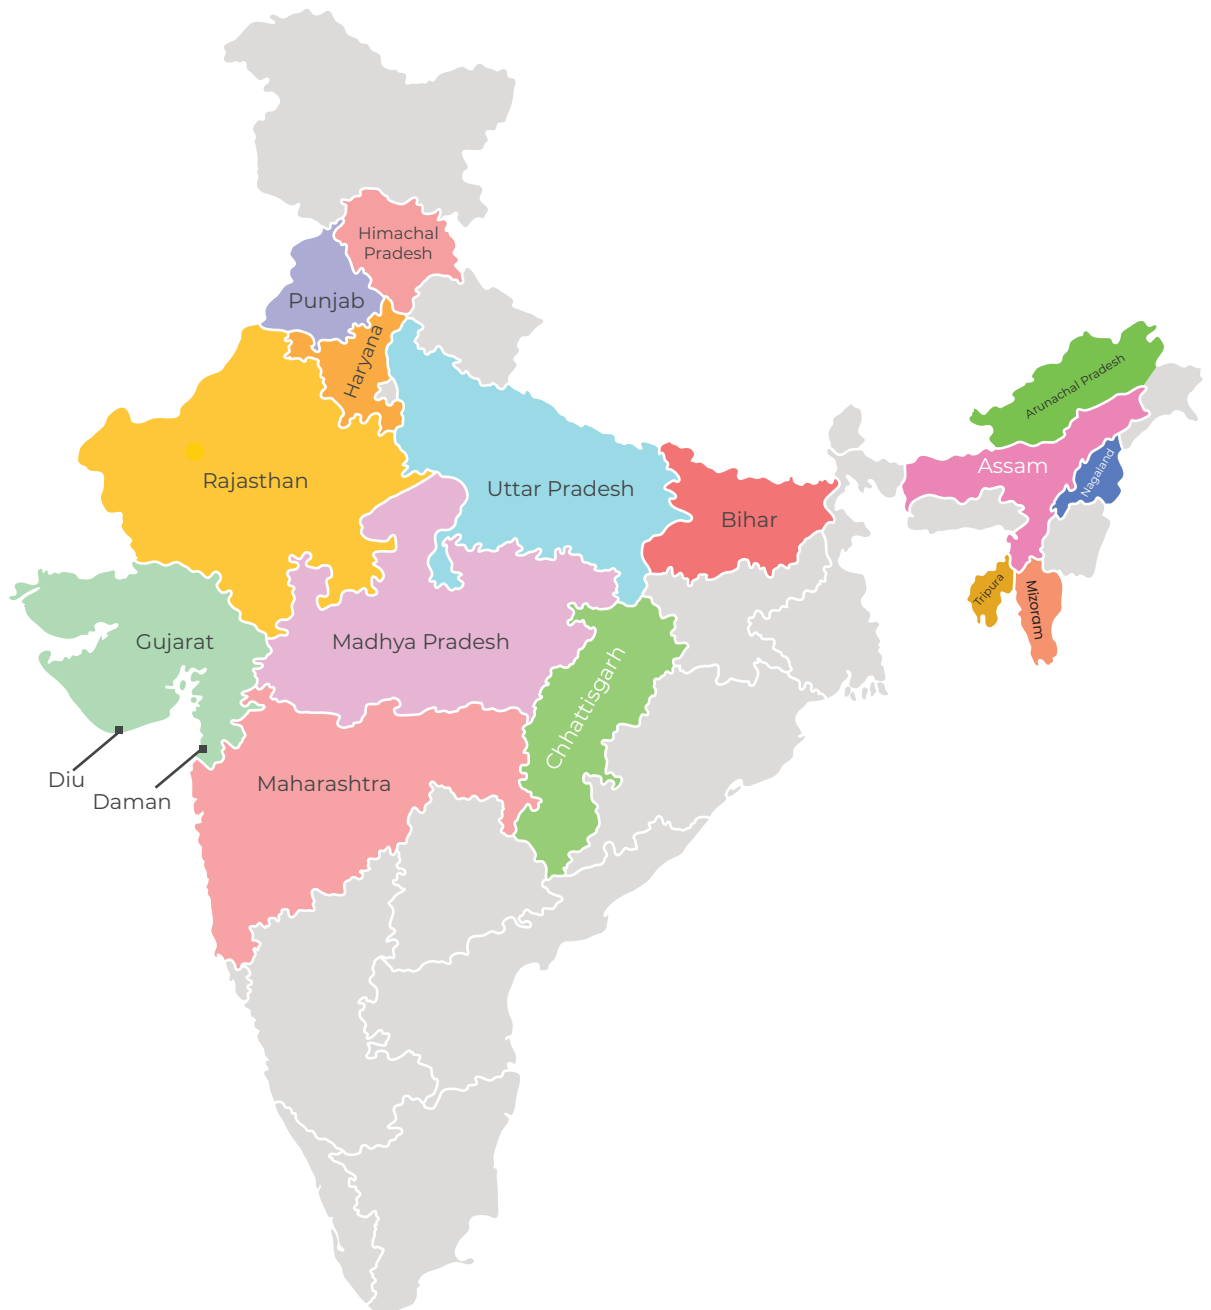 Himachal
Pradesh
Punjab
Haryana
Arunachal Pradesh
Assam
Nagaland
Rajasthan
Uttar Pradesh
Bihar
Tripura
Mizoram
Gujarat
Madhya Pradesh
Chhattisgarh
Diu
Daman
Maharashtra